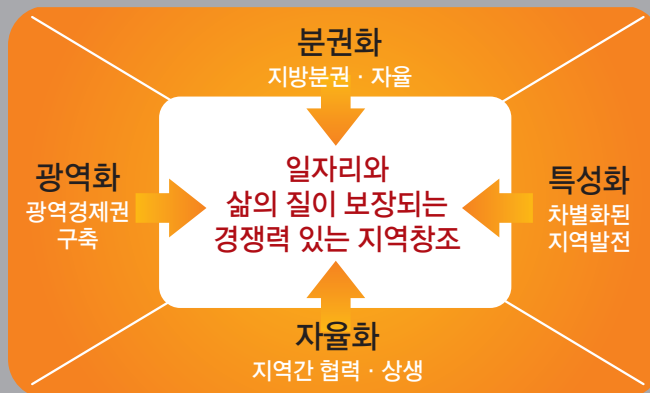 분권화
지방분권 · 자율
광역화
광역경제권
구축
일자리와
삶의 질이 보장되는
경쟁력 있는 지역창조
특성화
차별화된
지역발전
자율화
지역간 협력 · 상생